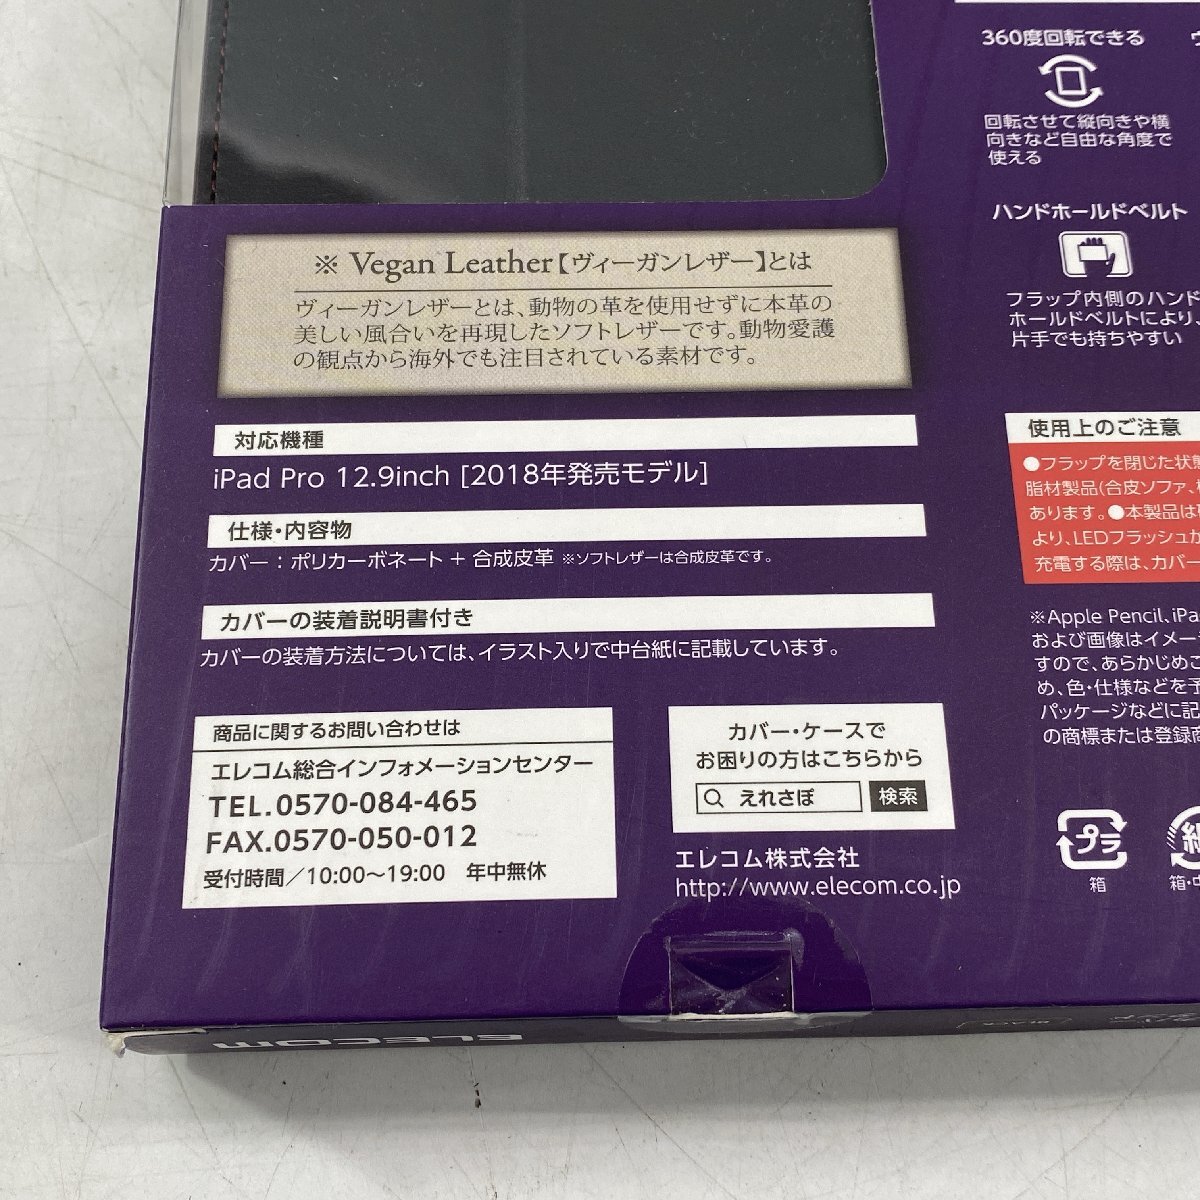 360度回転できる
回転させて縦向きや横
向きなど自由な角度で
使える
ハンドホールドベルト
フラップ内側のハンド
ホールドベルトにより、
片手でも持ちやすい
※ Vegan Leather【ヴィーガンレザー】とは
ヴィーガンレザーとは、動物の革を使用せずに本革の
美しい風合いを再現したソフトレザーです。動物愛護
の観点から海外でも注目されている素材です。
対応機種
iPad Pro 12.9inch [2018年発売モデル]
仕様・内容物
カバー：ポリカーボネート + 合成皮革 ※ソフトレザーは合成皮革です。
カバーの装着説明書付き
カバーの装着方法については、イラスト入りで中台紙に記載しています。
商品に関するお問い合わせは
エレコム総合インフォメーションセンター
TEL.0570-084-465
FAX.0570-050-012
受付時間／10:00〜19:00 年中無休
カバー・ケースで
お困りの方はこちらから
えれさぽ 検索
エレコム株式会社
http://www.elecom.co.jp
使用上のご注意
●フラップを閉じた状態
脂材製品(合皮ソファ、
あります。●本製品は
より、LEDフラッシュが
充電する際は、カバー
※Apple Pencil、iPa
および画像はイメー
すので、あらかじめご
め、色・仕様などを予
パッケージなどに記
の商標または登録商
プラ
箱
紙
箱・中
ELECOM
BLACK